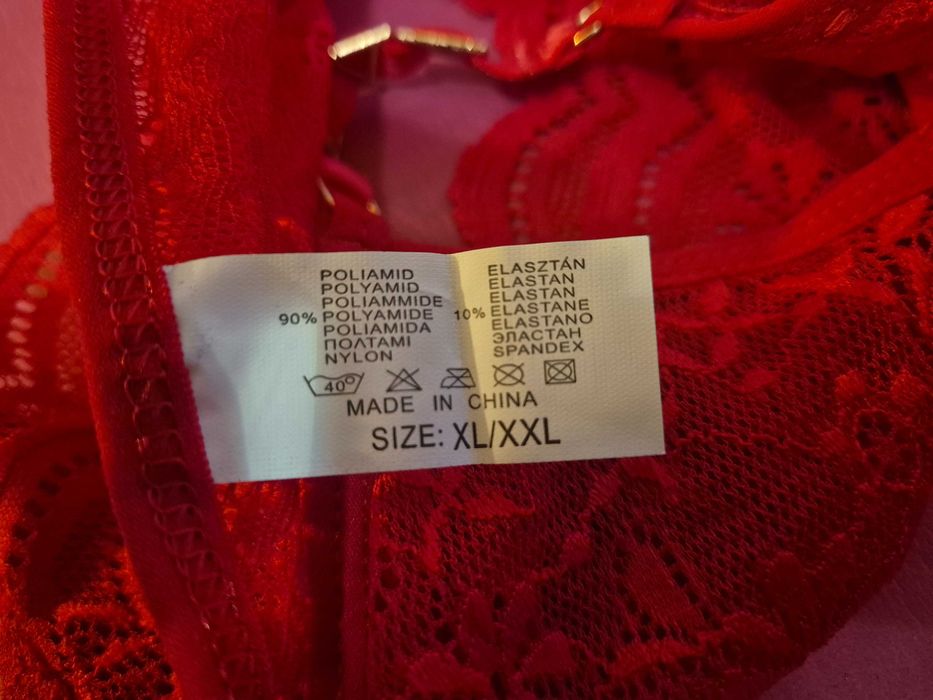 90%
POLIAMID
POLYAMID
POLIAMMIDE
POLYAMIDE
POLIAMIDA
ПОЛТАМІ
NYLON
10%
ELASZTÁN
ELASTAN
ELASTAN
ELASTANE
ELASTANO
ЭЛАСТАН
SPANDEX
40°
MADE IN CHINA
SIZE: XL/XXL